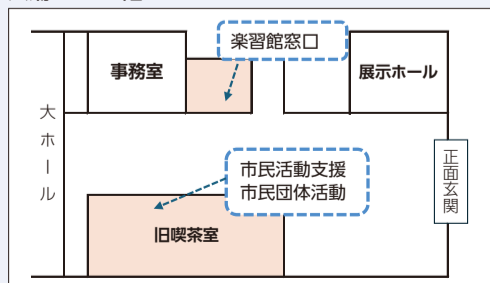 楽習館窓口
事務室
展示ホール
大ホール
正面玄関
市民活動支援
市民団体活動
旧喫茶室